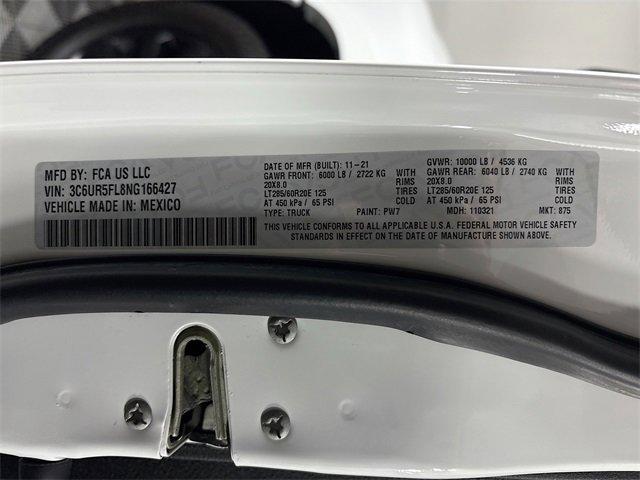 MFD BY: FCA US LLC
VIN: 3C6UR5FL8NG166427
VEHICLE MADE IN: MEXICO
DATE OF MFR (BUILT): 11-21
GAWR FRONT: 6000 LB / 2722 KG WITH
20X8.0 RIMS
LT285/60R20E 125 TIRES
AT 450 kPa / 65 PSI COLD
TYPE: TRUCK PAINT: PW7
GVWR: 10000 LB / 4536 KG
GAWR REAR: 6040 LB / 2740 KG WITH
20X8.0 RIMS
LT285/60R20E 125 TIRES
AT 450 kPa / 65 PSI COLD
MDH: 110321 MKT: 875
THIS VEHICLE CONFORMS TO ALL APPLICABLE U.S.A. FEDERAL MOTOR VEHICLE SAFETY
STANDARDS IN EFFECT ON THE DATE OF MANUFACTURE SHOWN ABOVE.